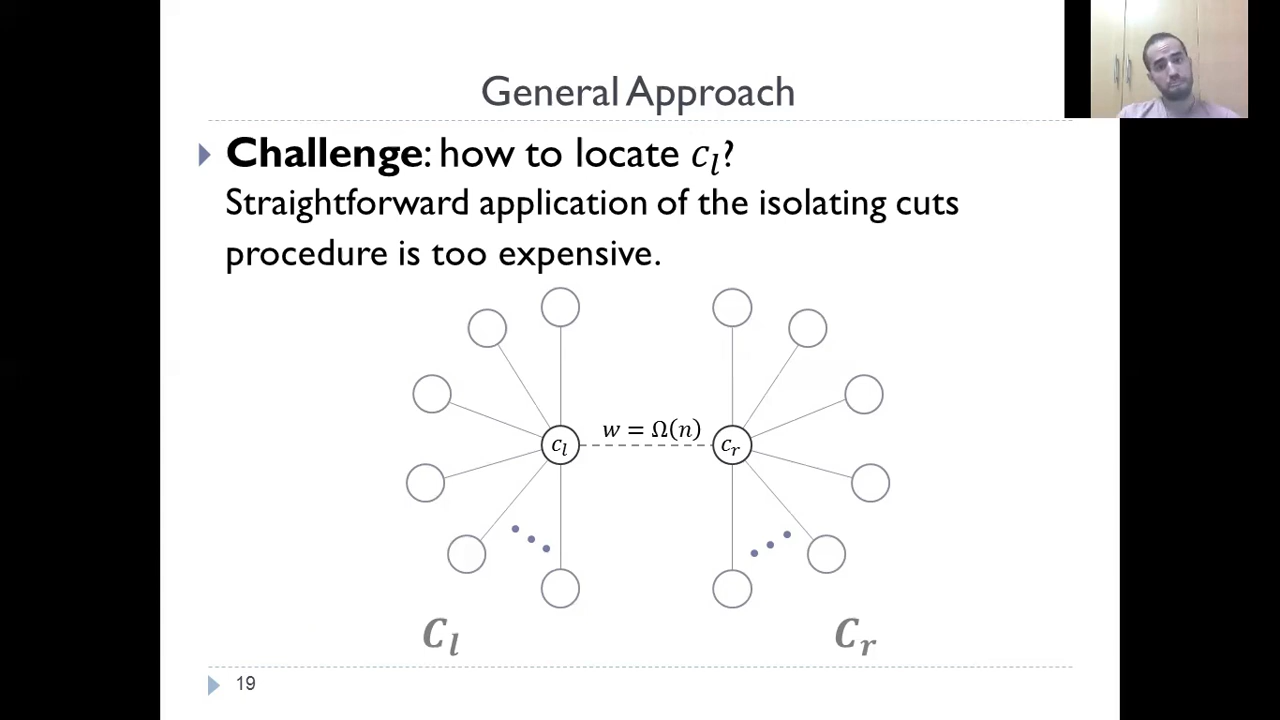 General Approach
Challenge: how to locate c_l?
Straightforward application of the isolating cuts
procedure is too expensive.
w = Ω(n)
c_l
c_r
C_l
C_r
19